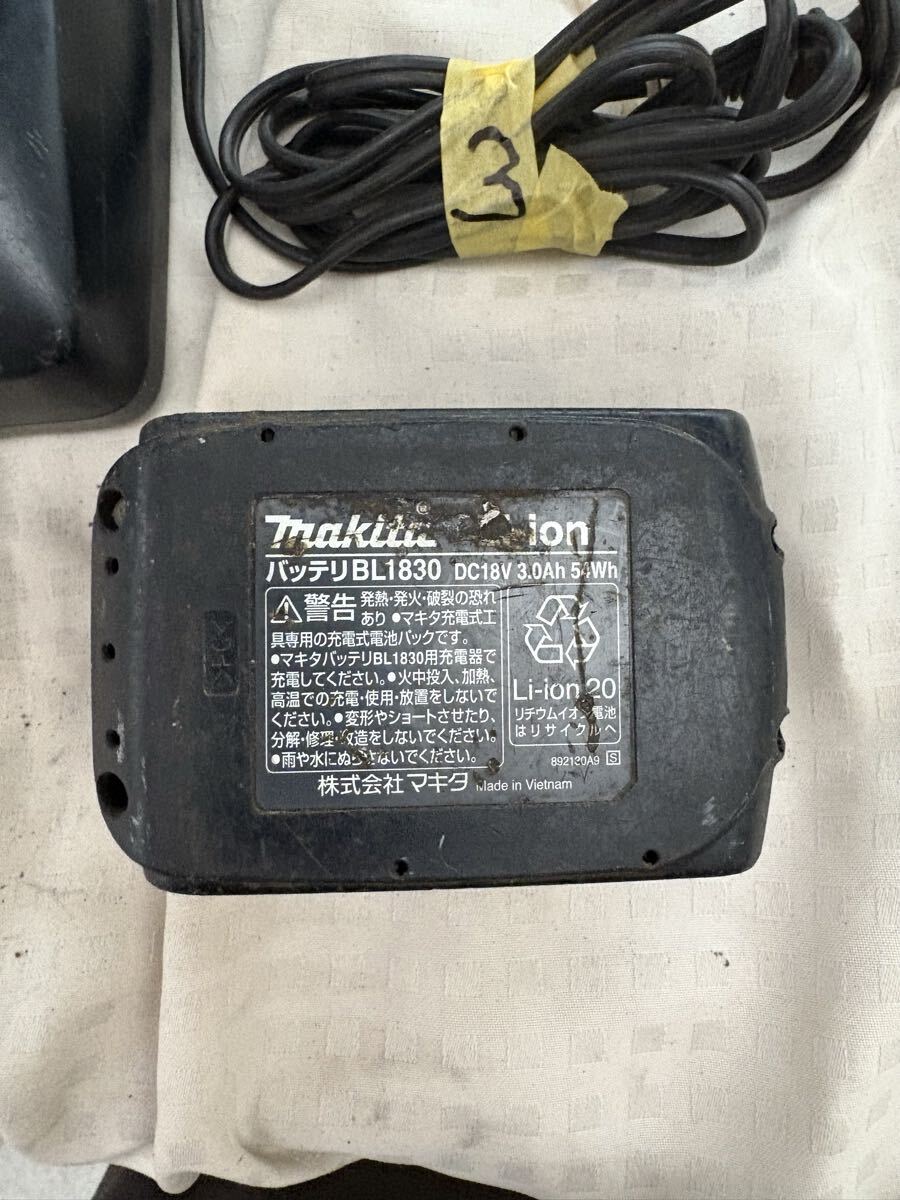 3
makita Li-ion
バッテリBL1830 DC18V 3.0Ah 54Wh
警告 発熱・発火・破裂の恐れ
あり ●マキタ充電式工
具専用の充電式電池パックです。
●マキタバッテリBL1830用充電器で
充電してください。●火中投入、加熱、
高温での充電・使用・放置をしないで
ください。●変形やショートさせたり、
分解・修理・改造をしないでください。
●雨や水にぬらさないでください。
Li-ion 20
リチウムイオン電池
はリサイクルへ
892130A9 S
株式会社マキタ Made in Vietnam